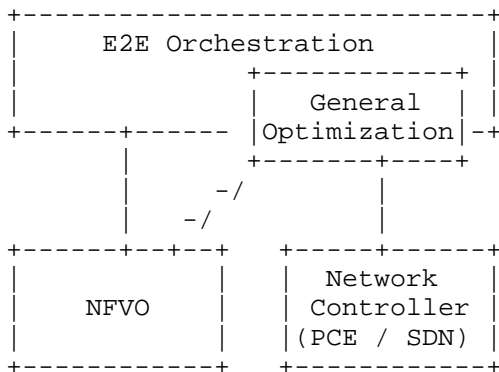 E2E Orchestration
General
Optimization
Network
NFVO Controller
(PCE / SDN)